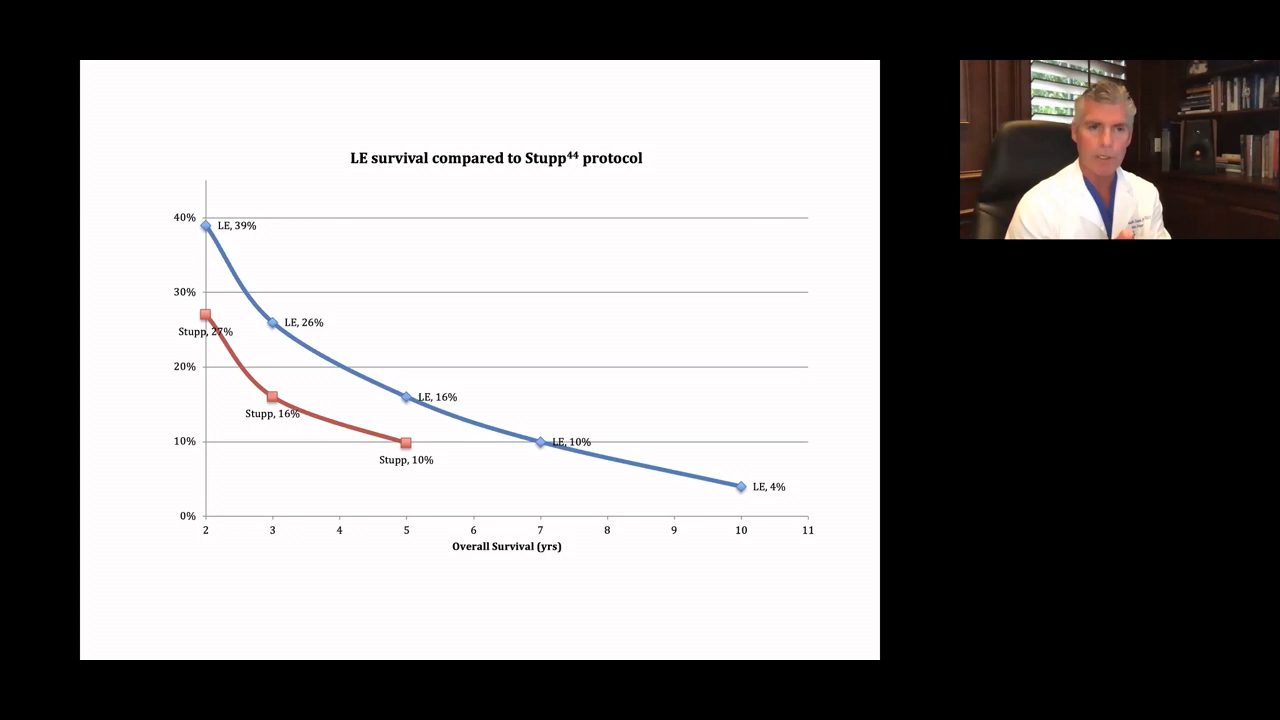 LE survival compared to Stupp⁴⁴ protocol
40%
LE, 39%
30%
LE, 26%
Stupp, 27%
20%
LE, 16%
Stupp, 16%
10%
LE, 10%
Stupp, 10%
LE, 4%
0%
2 3 4 5 6 7 8 9 10 11
Overall Survival (yrs)